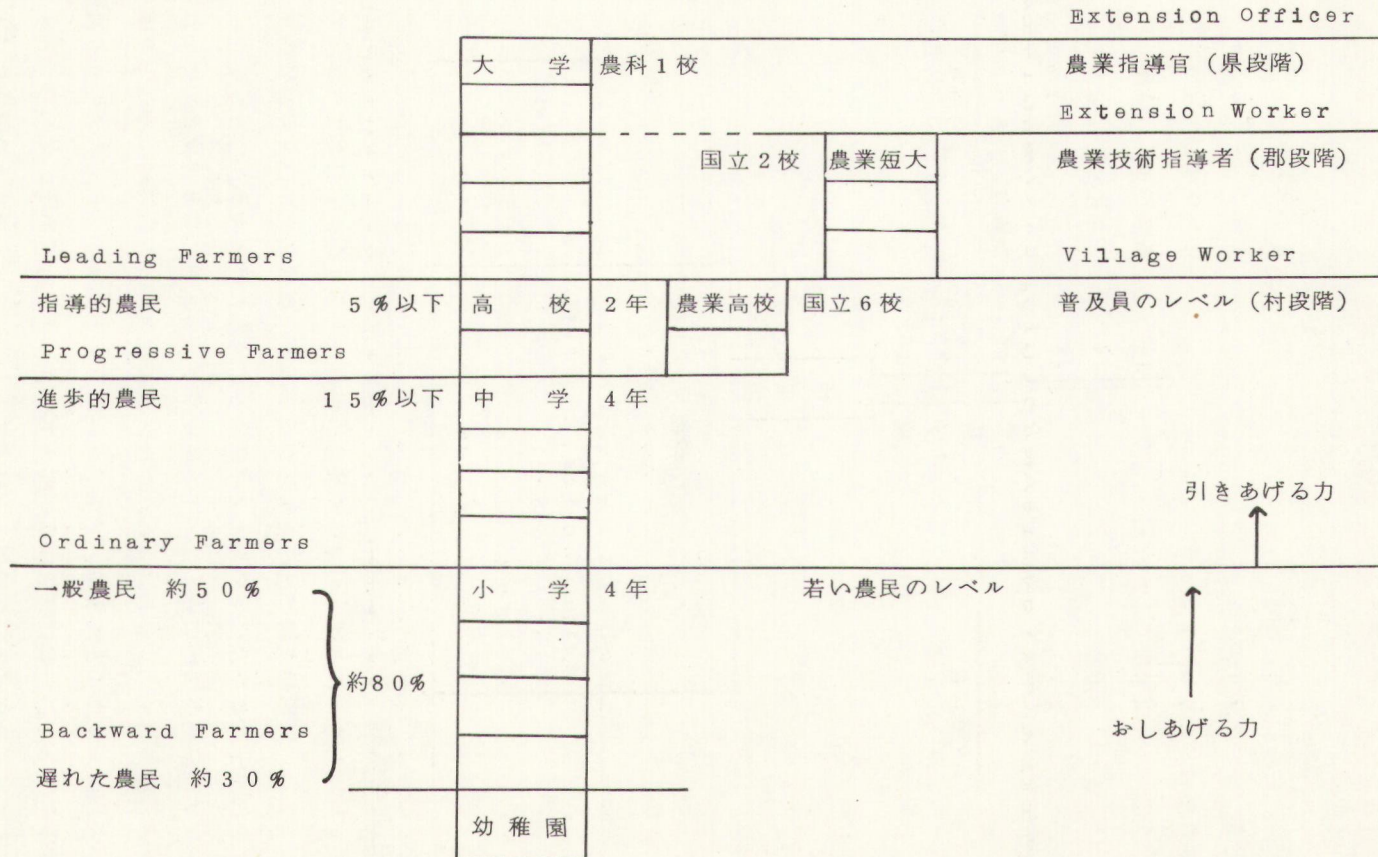 Extension Officer
大学 農科1校 農業指導官(県段階)
Extension Worker
国立2校 農業短大 農業技術指導者(郡段階)
Leading Farmers Village Worker
指導的農民 5%以下 高校 2年 農業高校 国立6校 普及員のレベル(村段階)
Progressive Farmers
進歩的農民 15%以下 中学 4年
引きあげる力
Ordinary Farmers
一般農民 約50% 小学 4年 若い農民のレベル
約80%
Backward Farmers おしあげる力
遅れた農民 約30%
幼稚園